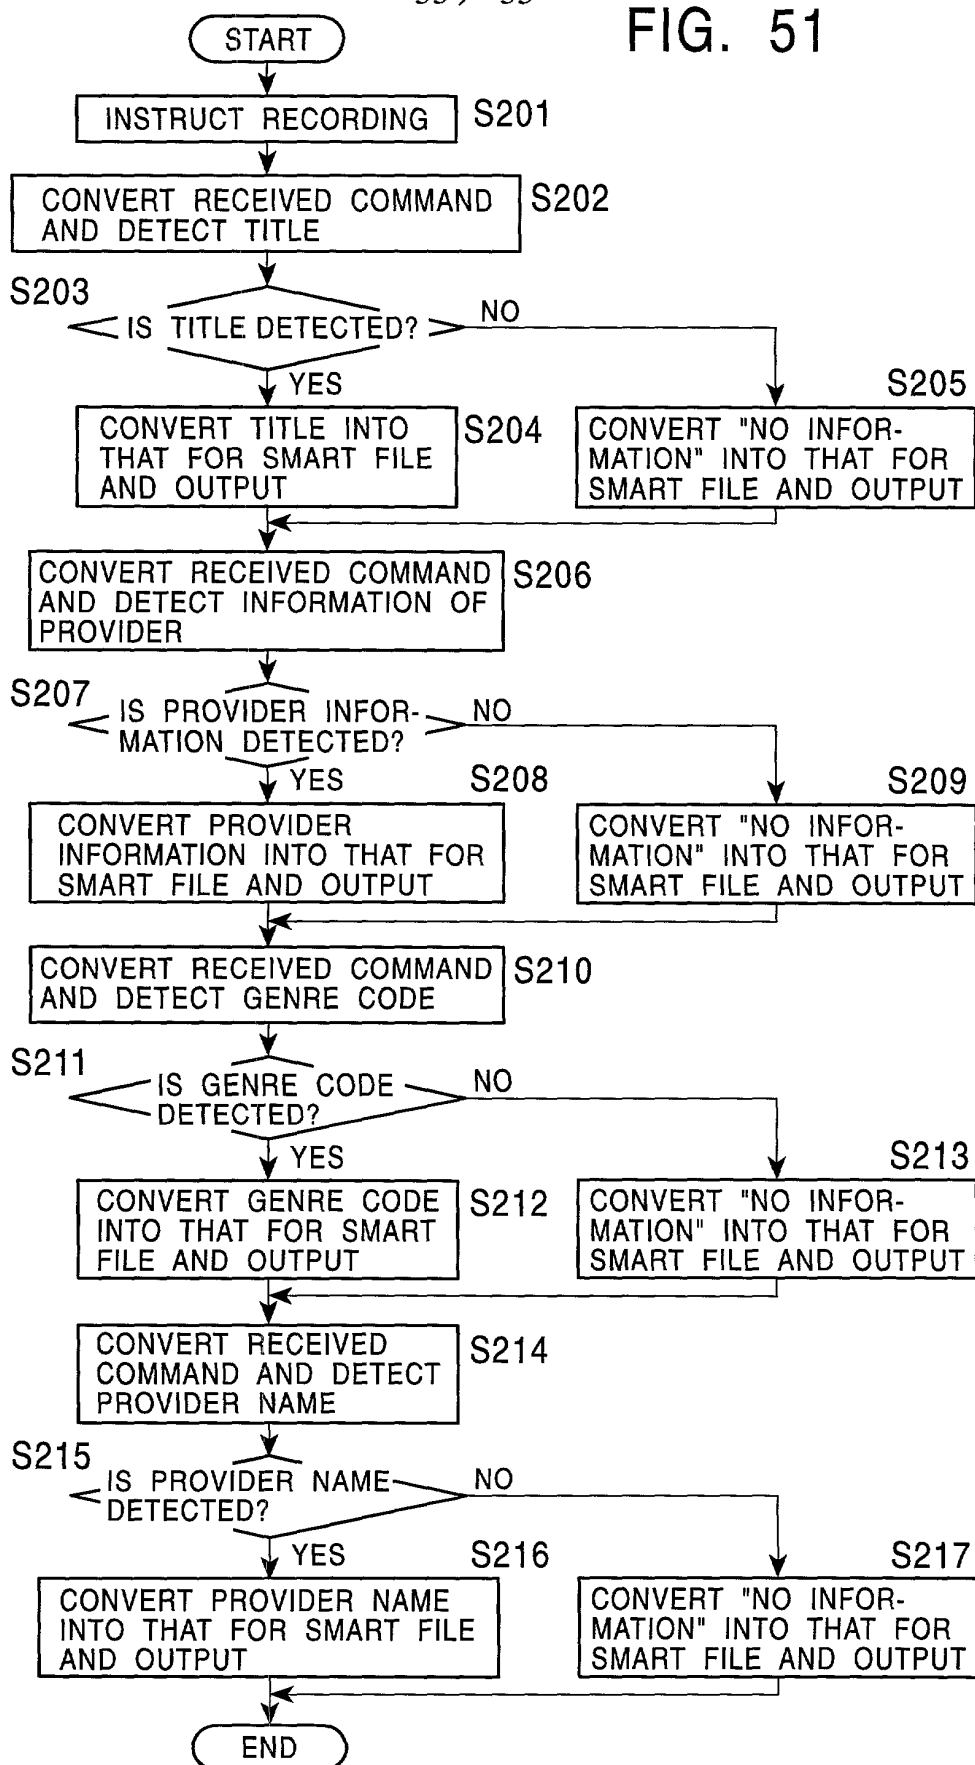 FIG. 51
START
INSTRUCT RECORDING
S201
CONVERT RECEIVED COMMAND
AND DETECT TITLE
S202
S203
IS TITLE DETECTED?
NO
YES
CONVERT TITLE INTO
THAT FOR SMART FILE
AND OUTPUT
S204
S205
CONVERT "NO INFOR-
MATION" INTO THAT FOR
SMART FILE AND OUTPUT
CONVERT RECEIVED COMMAND
AND DETECT INFORMATION OF
PROVIDER
S206
S207
IS PROVIDER INFOR-
MATION DETECTED?
NO
YES
S208
CONVERT PROVIDER
INFORMATION INTO THAT FOR
SMART FILE AND OUTPUT
S209
CONVERT "NO INFOR-
MATION" INTO THAT FOR
SMART FILE AND OUTPUT
CONVERT RECEIVED COMMAND
AND DETECT GENRE CODE
S210
S211
IS GENRE CODE
DETECTED?
NO
YES
CONVERT GENRE CODE
INTO THAT FOR SMART
FILE AND OUTPUT
S212
S213
CONVERT "NO INFOR-
MATION" INTO THAT FOR
SMART FILE AND OUTPUT
CONVERT RECEIVED
COMMAND AND DETECT
PROVIDER NAME
S214
S215
IS PROVIDER NAME
DETECTED?
NO
YES
S216
CONVERT PROVIDER NAME
INTO THAT FOR SMART FILE
AND OUTPUT
S217
CONVERT "NO INFOR-
MATION" INTO THAT FOR
SMART FILE AND OUTPUT
END